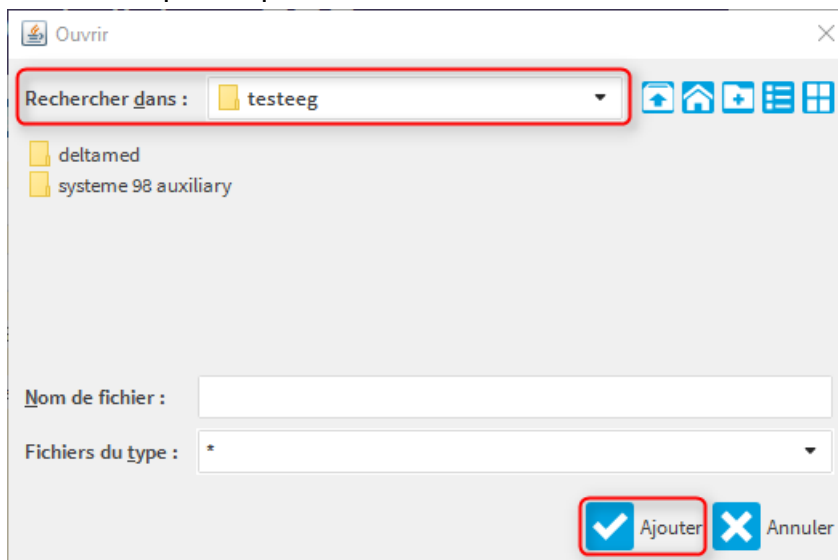 Ouvrir
Rechercher dans : testeeg
deltamed
systeme 98 auxiliary
Nom de fichier :
Fichiers du type : *
Ajouter Annuler